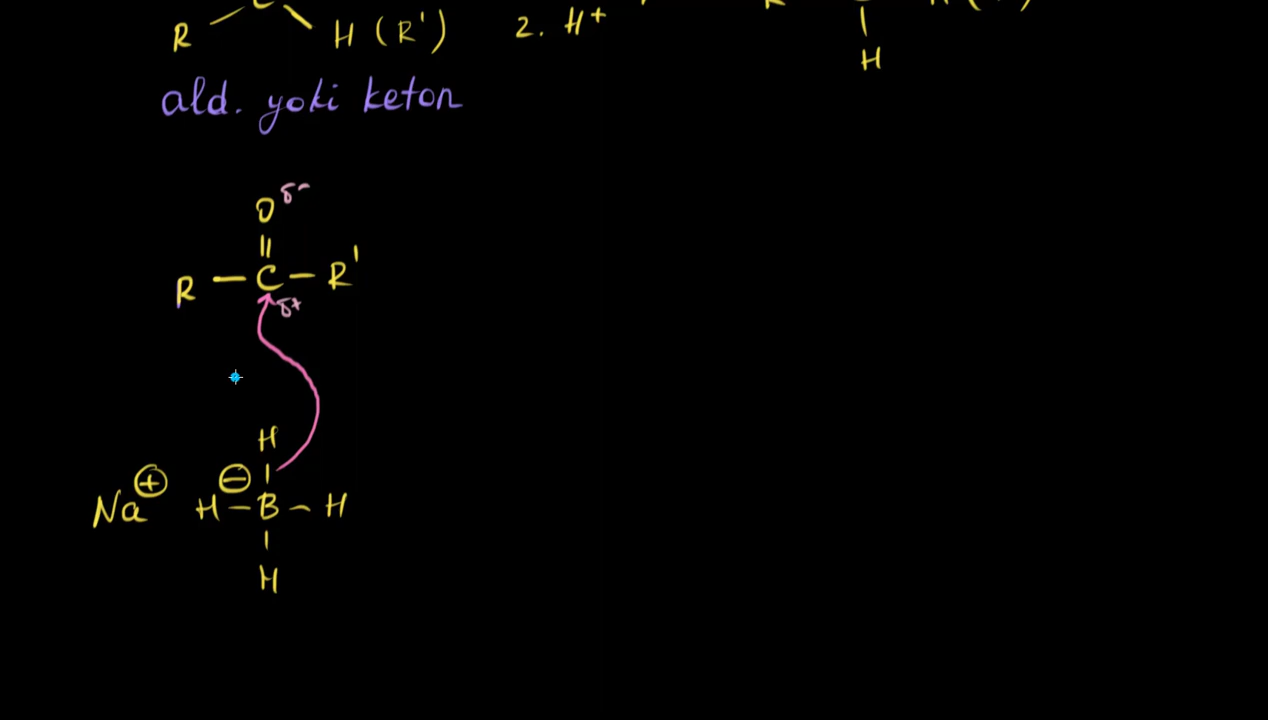 R H (R') 2. H⁺
H
ald. yoki keton
O δ-
R - C - R'
δ+
H
Na ⊕ ⊖ H - B - H
H